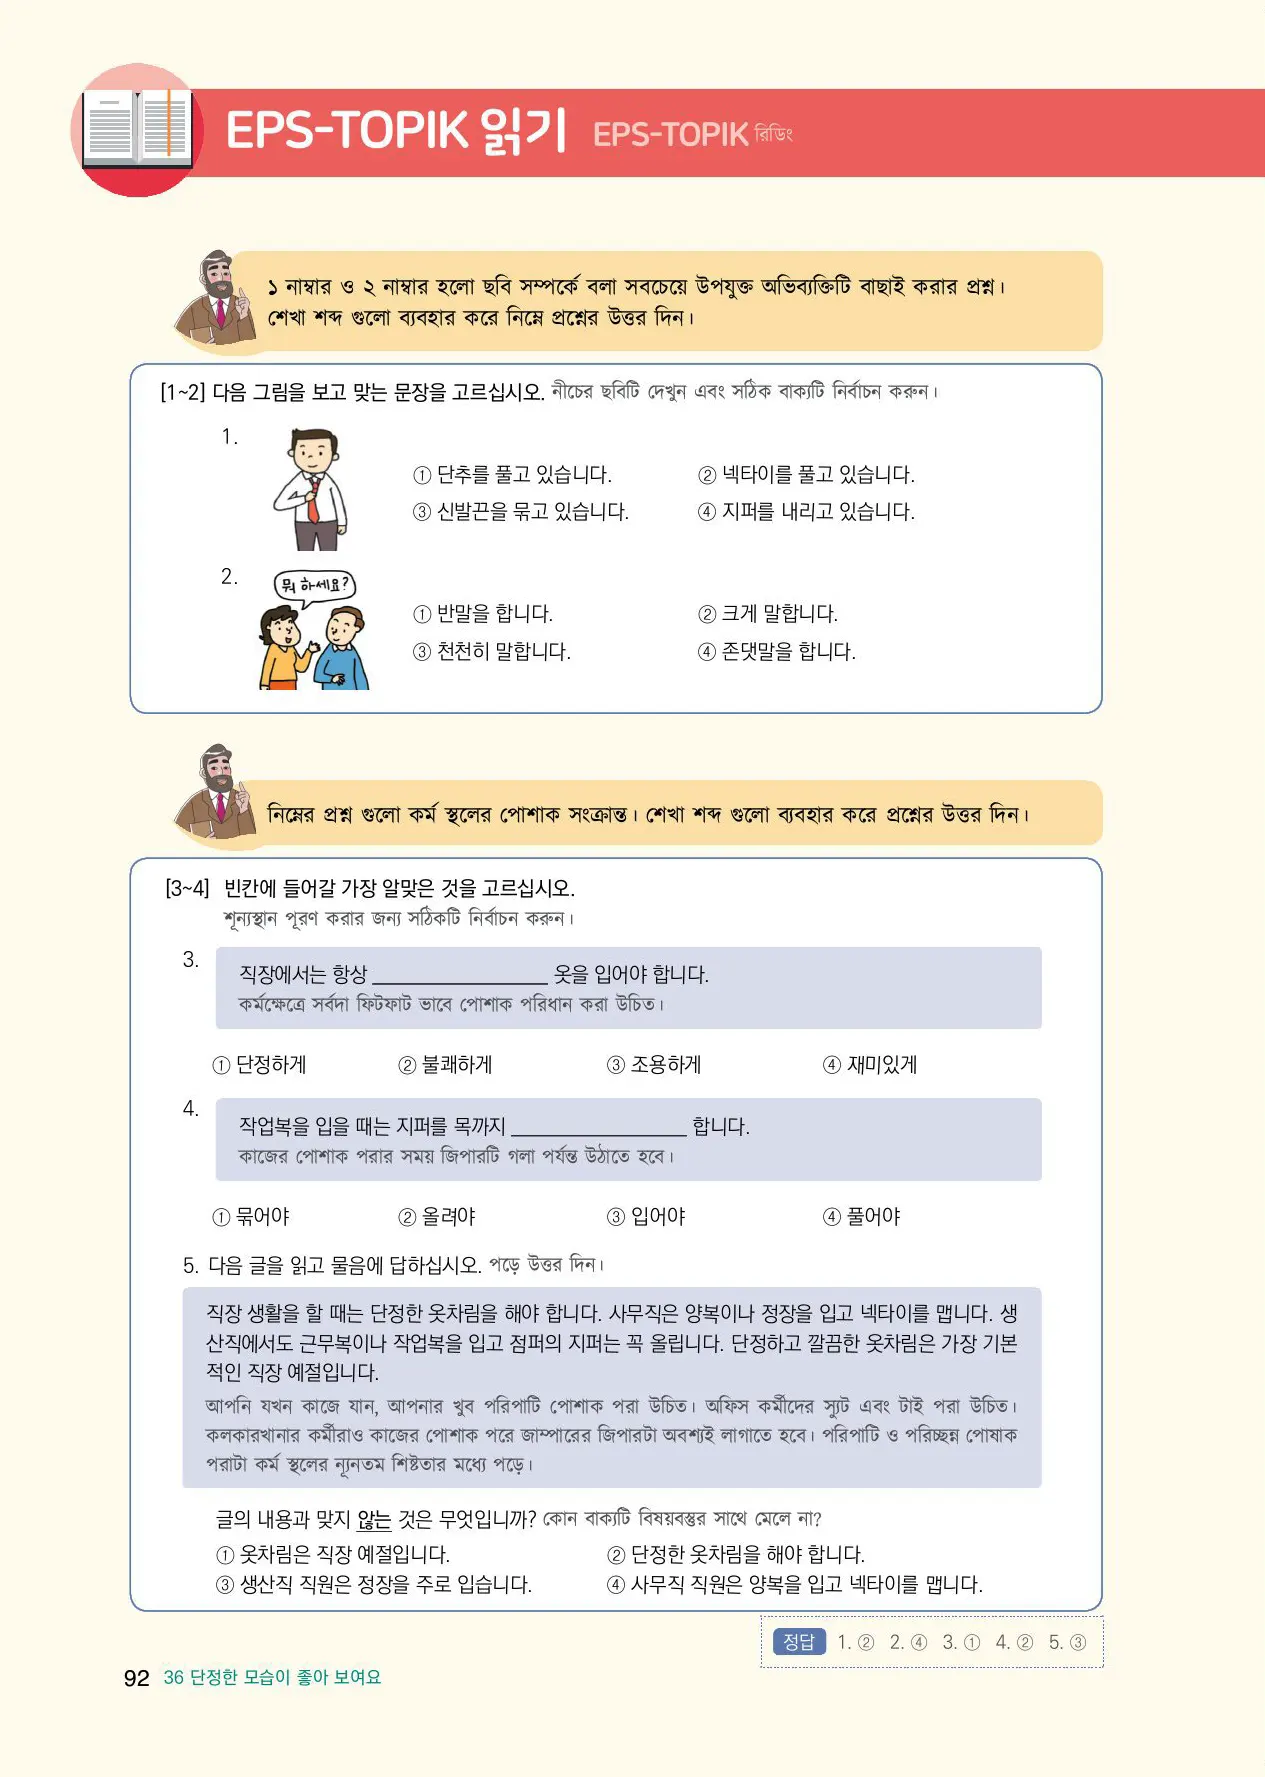 EPS-TOPIK 읽기 EPS-TOPIK রিডিং
১ নাম্বার ও ২ নাম্বার হলো ছবি সম্পর্কে বলা সবচেয়ে উপযুক্ত অভিব্যক্তিটি বাছাই করার প্রশ্ন।
শেখা শব্দ গুলো ব্যবহার করে নিম্নে প্রশ্নের উত্তর দিন।
[1~2] 다음 그림을 보고 맞는 문장을 고르십시오. নীচের ছবিটি দেখুন এবং সঠিক বাক্যটি নির্বাচন করুন।
1.
① 단추를 풀고 있습니다. ② 넥타이를 풀고 있습니다.
③ 신발끈을 묶고 있습니다. ④ 지퍼를 내리고 있습니다.
2.
뭐 하세요?
① 반말을 합니다. ② 크게 말합니다.
③ 천천히 말합니다. ④ 존댓말을 합니다.
নিম্নের প্রশ্ন গুলো কর্ম স্থলের পোশাক সংক্রান্ত। শেখা শব্দ গুলো ব্যবহার করে প্রশ্নের উত্তর দিন।
[3~4] 빈칸에 들어갈 가장 알맞은 것을 고르십시오.
শূন্যস্থান পূরণ করার জন্য সঠিকটি নির্বাচন করুন।
3.
직장에서는 항상 ________________ 옷을 입어야 합니다.
কর্মক্ষেত্রে সর্বদা ফিটফাট ভাবে পোশাক পরিধান করা উচিত।
① 단정하게 ② 불쾌하게 ③ 조용하게 ④ 재미있게
4.
작업복을 입을 때는 지퍼를 목까지 ________________ 합니다.
কাজের পোশাক পরার সময় জিপারটি গলা পর্যন্ত উঠাতে হবে।
① 묶어야 ② 올려야 ③ 입어야 ④ 풀어야
5. 다음 글을 읽고 물음에 답하십시오. পড়ে উত্তর দিন।
직장 생활을 할 때는 단정한 옷차림을 해야 합니다. 사무직은 양복이나 정장을 입고 넥타이를 맵니다. 생
산직에서도 근무복이나 작업복을 입고 점퍼의 지퍼는 꼭 올립니다. 단정하고 깔끔한 옷차림은 가장 기본
적인 직장 예절입니다.
আপনি যখন কাজে যান, আপনার খুব পরিপাটি পোশাক পরা উচিত। অফিস কর্মীদের স্যুট এবং টাই পরা উচিত।
কলকারখানার কর্মীরাও কাজের পোশাক পরে জাম্পারের জিপারটা অবশ্যই লাগাতে হবে। পরিপাটি ও পরিচ্ছন্ন পোষাক
পরাটা কর্ম স্থলের ন্যূনতম শিষ্টতার মধ্যে পড়ে।
글의 내용과 맞지 않는 것은 무엇입니까? কোন বাক্যটি বিষয়বস্তুর সাথে মেলে না?
① 옷차림은 직장 예절입니다. ② 단정한 옷차림을 해야 합니다.
③ 생산직 직원은 정장을 주로 입습니다. ④ 사무직 직원은 양복을 입고 넥타이를 맵니다.
정답 1. ② 2. ④ 3. ① 4. ② 5. ③
92 36 단정한 모습이 좋아 보여요